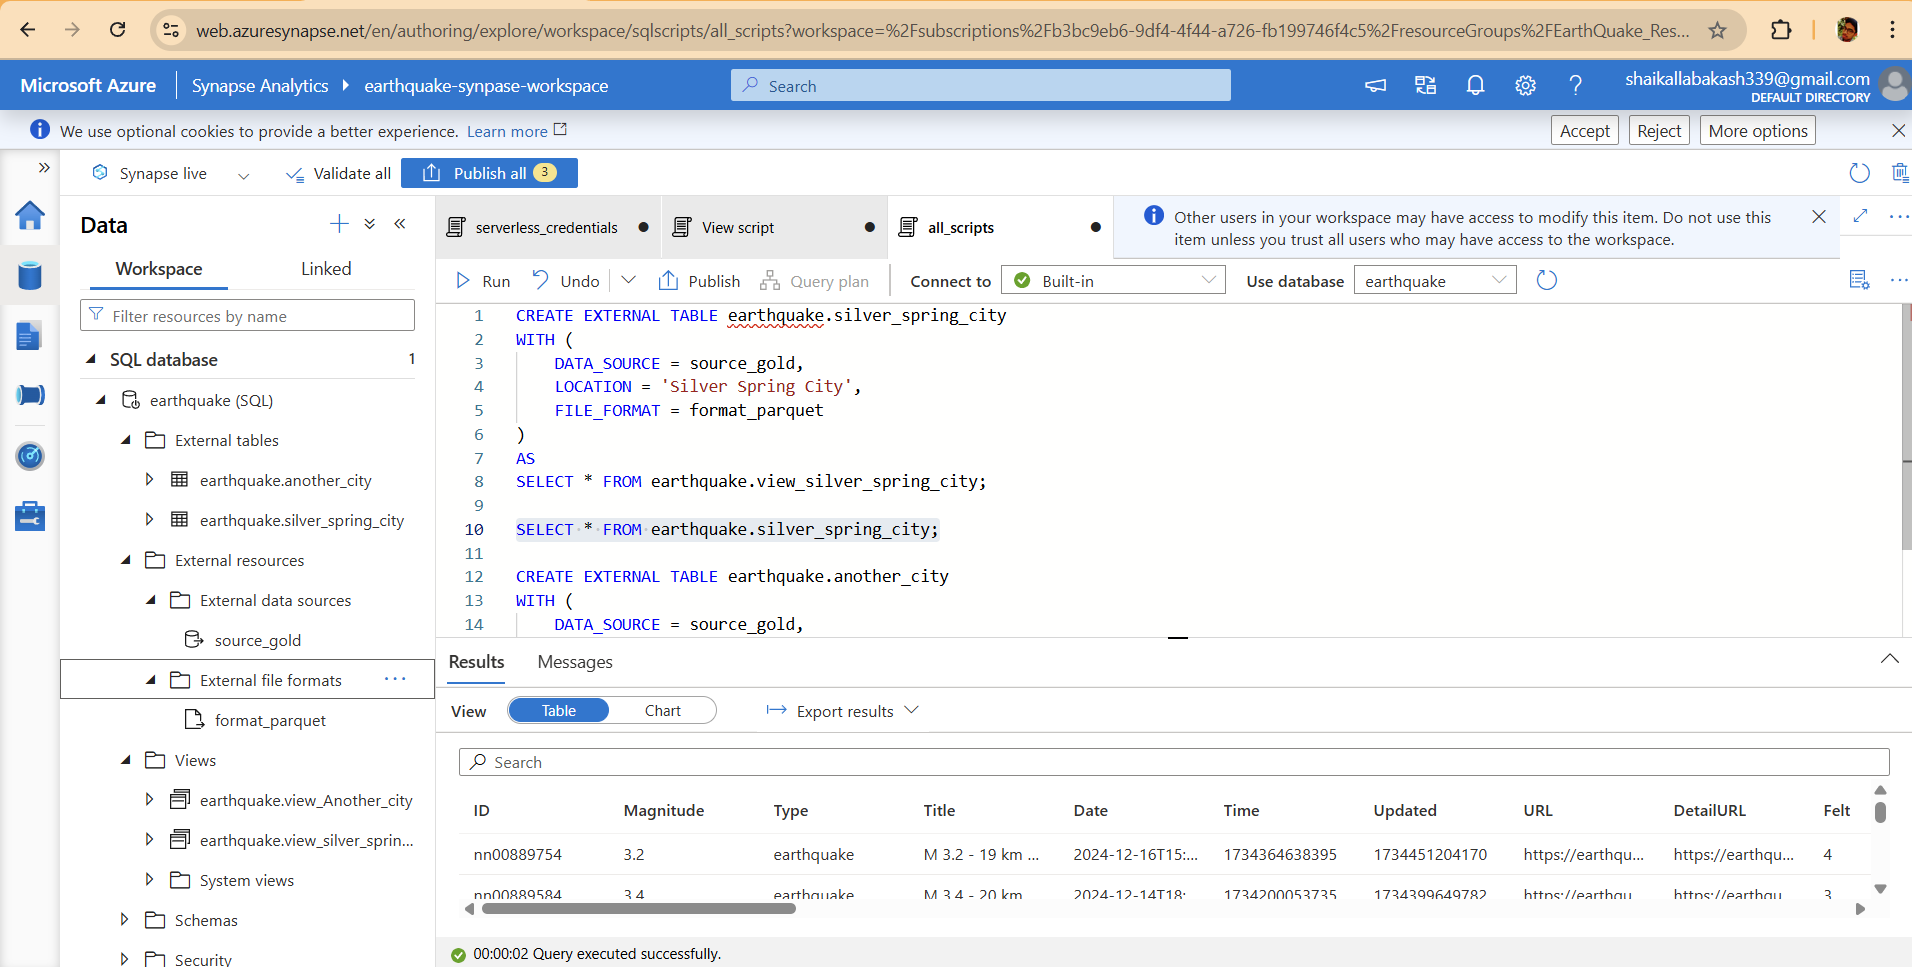 web.azuresynapse.net/en/authoring/explore/workspace/sqlscripts/all_scripts?workspace=%2Fsubscriptions%2Fb3bc9eb6-9df4-4f44-a726-fb199746f4c5%2FresourceGroups%2FEarthQuake_Res...
Microsoft Azure
Synapse Analytics
earthquake-synpase-workspace
Search
shaikallabakash339@gmail.com
DEFAULT DIRECTORY
We use optional cookies to provide a better experience. Learn more
Accept
Reject
More options
Synapse live
Validate all
Publish all 3
Data
Workspace
Linked
Filter resources by name
SQL database 1
earthquake (SQL)
External tables
earthquake.another_city
earthquake.silver_spring_city
External resources
External data sources
source_gold
External file formats
format_parquet
Views
earthquake.view_Another_city
earthquake.view_silver_sprin...
System views
Schemas
Security
serverless_credentials
View script
all_scripts
Other users in your workspace may have access to modify this item. Do not use this
item unless you trust all users who may have access to the workspace.
Run
Undo
Publish
Query plan
Connect to
Built-in
Use database
earthquake
1 CREATE EXTERNAL TABLE earthquake.silver_spring_city
2 WITH (
3 DATA_SOURCE = source_gold,
4 LOCATION = 'Silver Spring City',
5 FILE_FORMAT = format_parquet
6 )
7 AS
8 SELECT * FROM earthquake.view_silver_spring_city;
9
10 SELECT * FROM earthquake.silver_spring_city;
11
12 CREATE EXTERNAL TABLE earthquake.another_city
13 WITH (
14 DATA_SOURCE = source_gold,
Results
Messages
View
Table
Chart
Export results
Search
ID Magnitude Type Title Date Time Updated URL DetailURL Felt
nn00889754 3.2 earthquake M 3.2 - 19 km ... 2024-12-16T15:... 1734364638395 1734451204170 https://earthqu... https://earthqu... 4
nn00889584 3.4 earthquake M 3.4 - 20 km 2024-12-14T18: 1734200053735 1734399649782 https://earthqu https://earthqu 3
00:00:02 Query executed successfully.